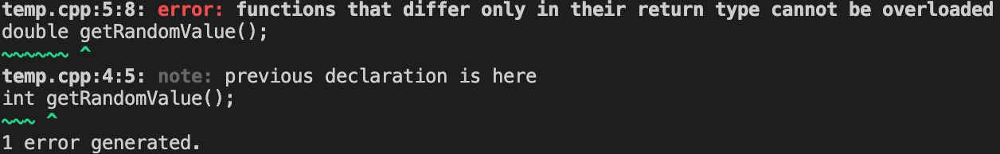 temp.cpp:5:8: error: functions that differ only in their return type cannot be overloaded
double getRandomValue();
~~~~~~ ^
temp.cpp:4:5: note: previous declaration is here
int getRandomValue();
~~~ ^
1 error generated.